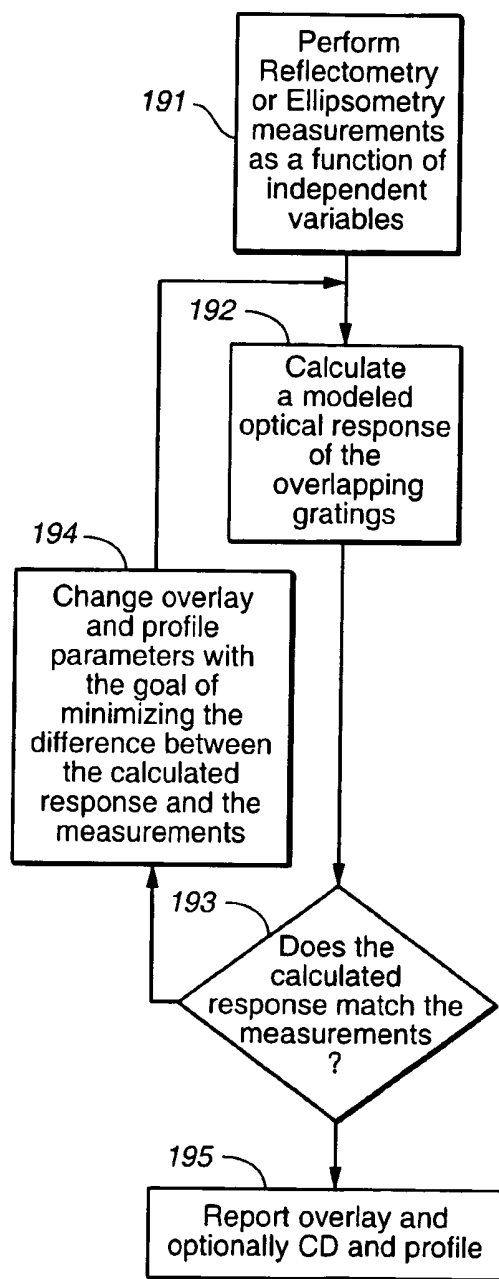 191
Perform
Reflectometry
or Ellipsometry
measurements
as a function of
independent
variables
192
Calculate
a modeled
optical response
of the
overlapping
gratings
194
Change overlay
and profile
parameters with
the goal of
minimizing the
difference between
the calculated
response and the
measurements
193
Does the
calculated
response match the
measurements
?
195
Report overlay and
optionally CD and profile